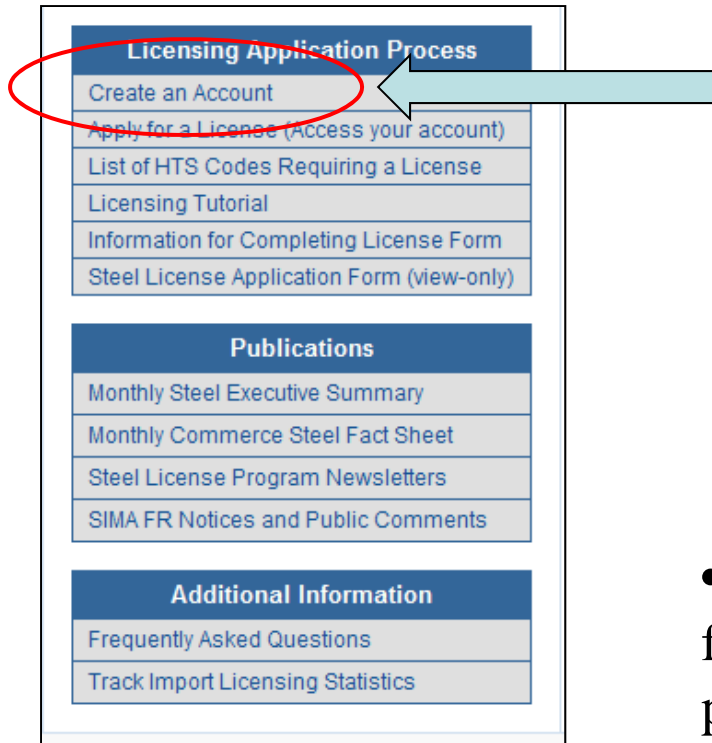 Licensing Application Process
Create an Account
Apply for a License (Access your account)
List of HTS Codes Requiring a License
Licensing Tutorial
Information for Completing License Form
Steel License Application Form (view-only)
Publications
Monthly Steel Executive Summary
Monthly Commerce Steel Fact Sheet
Steel License Program Newsletters
SIMA FR Notices and Public Comments
Additional Information
Frequently Asked Questions
Track Import Licensing Statistics